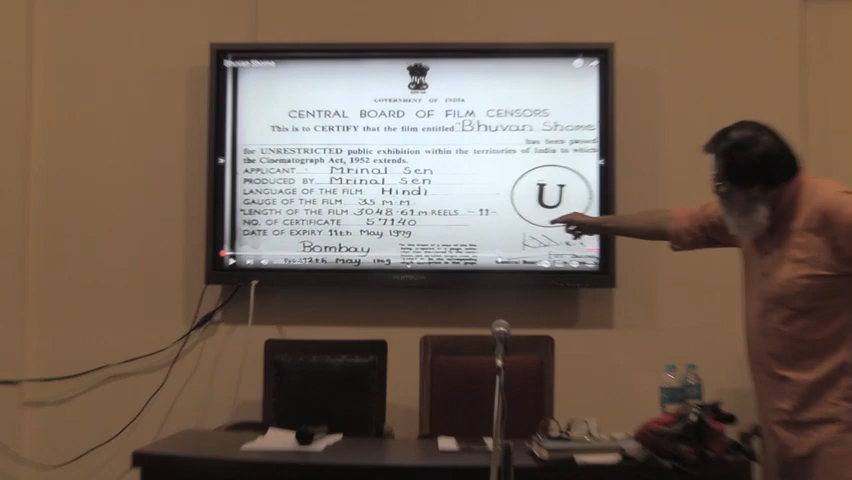 Bhuvan Shome
GOVERNMENT OF INDIA
CENTRAL BOARD OF FILM CENSORS
This is to CERTIFY that the film entitled "Bhuvan Shome
has been passed
for UNRESTRICTED public exhibition within the territories of India to which
the Cinematograph Act, 1952 extends.
APPLICANT : Mrinal Sen
PRODUCED BY Mrinal Sen
LANGUAGE OF THE FILM Hindi
GAUGE OF THE FILM 35 M.M.
LENGTH OF THE FILM 3048.61 m REELS -11-
NO. OF CERTIFICATE 57140
DATE OF EXPIRY 11th May 1979
U
Bombay
12th May 1969